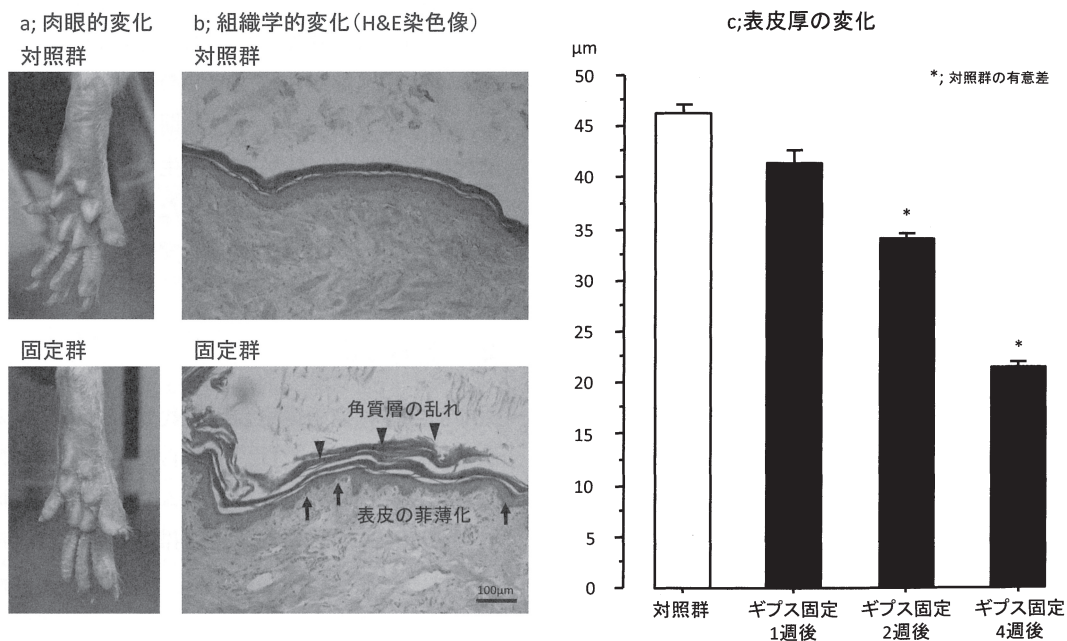 a; 肉眼的変化
対照群
固定群
b; 組織学的変化（H&E染色像）
対照群
固定群
角質層の乱れ
表皮の菲薄化
100μm
c;表皮厚の変化
μm
*; 対照群の有意差
50
45
40
35
30
25
20
15
10
5
0
*
*
対照群
ギプス固定
1週後
ギプス固定
2週後
ギプス固定
4週後